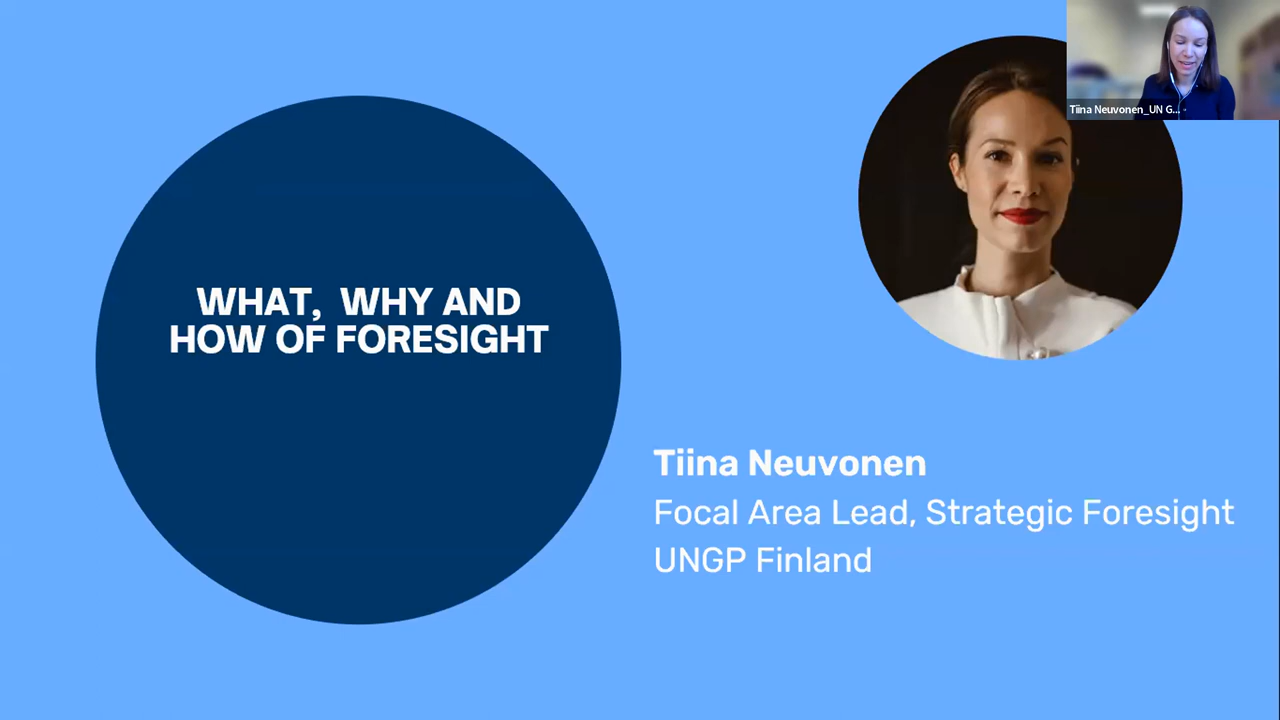 WHAT,  WHY AND
HOW OF FORESIGHT
Tiina Neuvonen_UN G...
Tiina Neuvonen
Focal Area Lead, Strategic Foresight
UNGP Finland